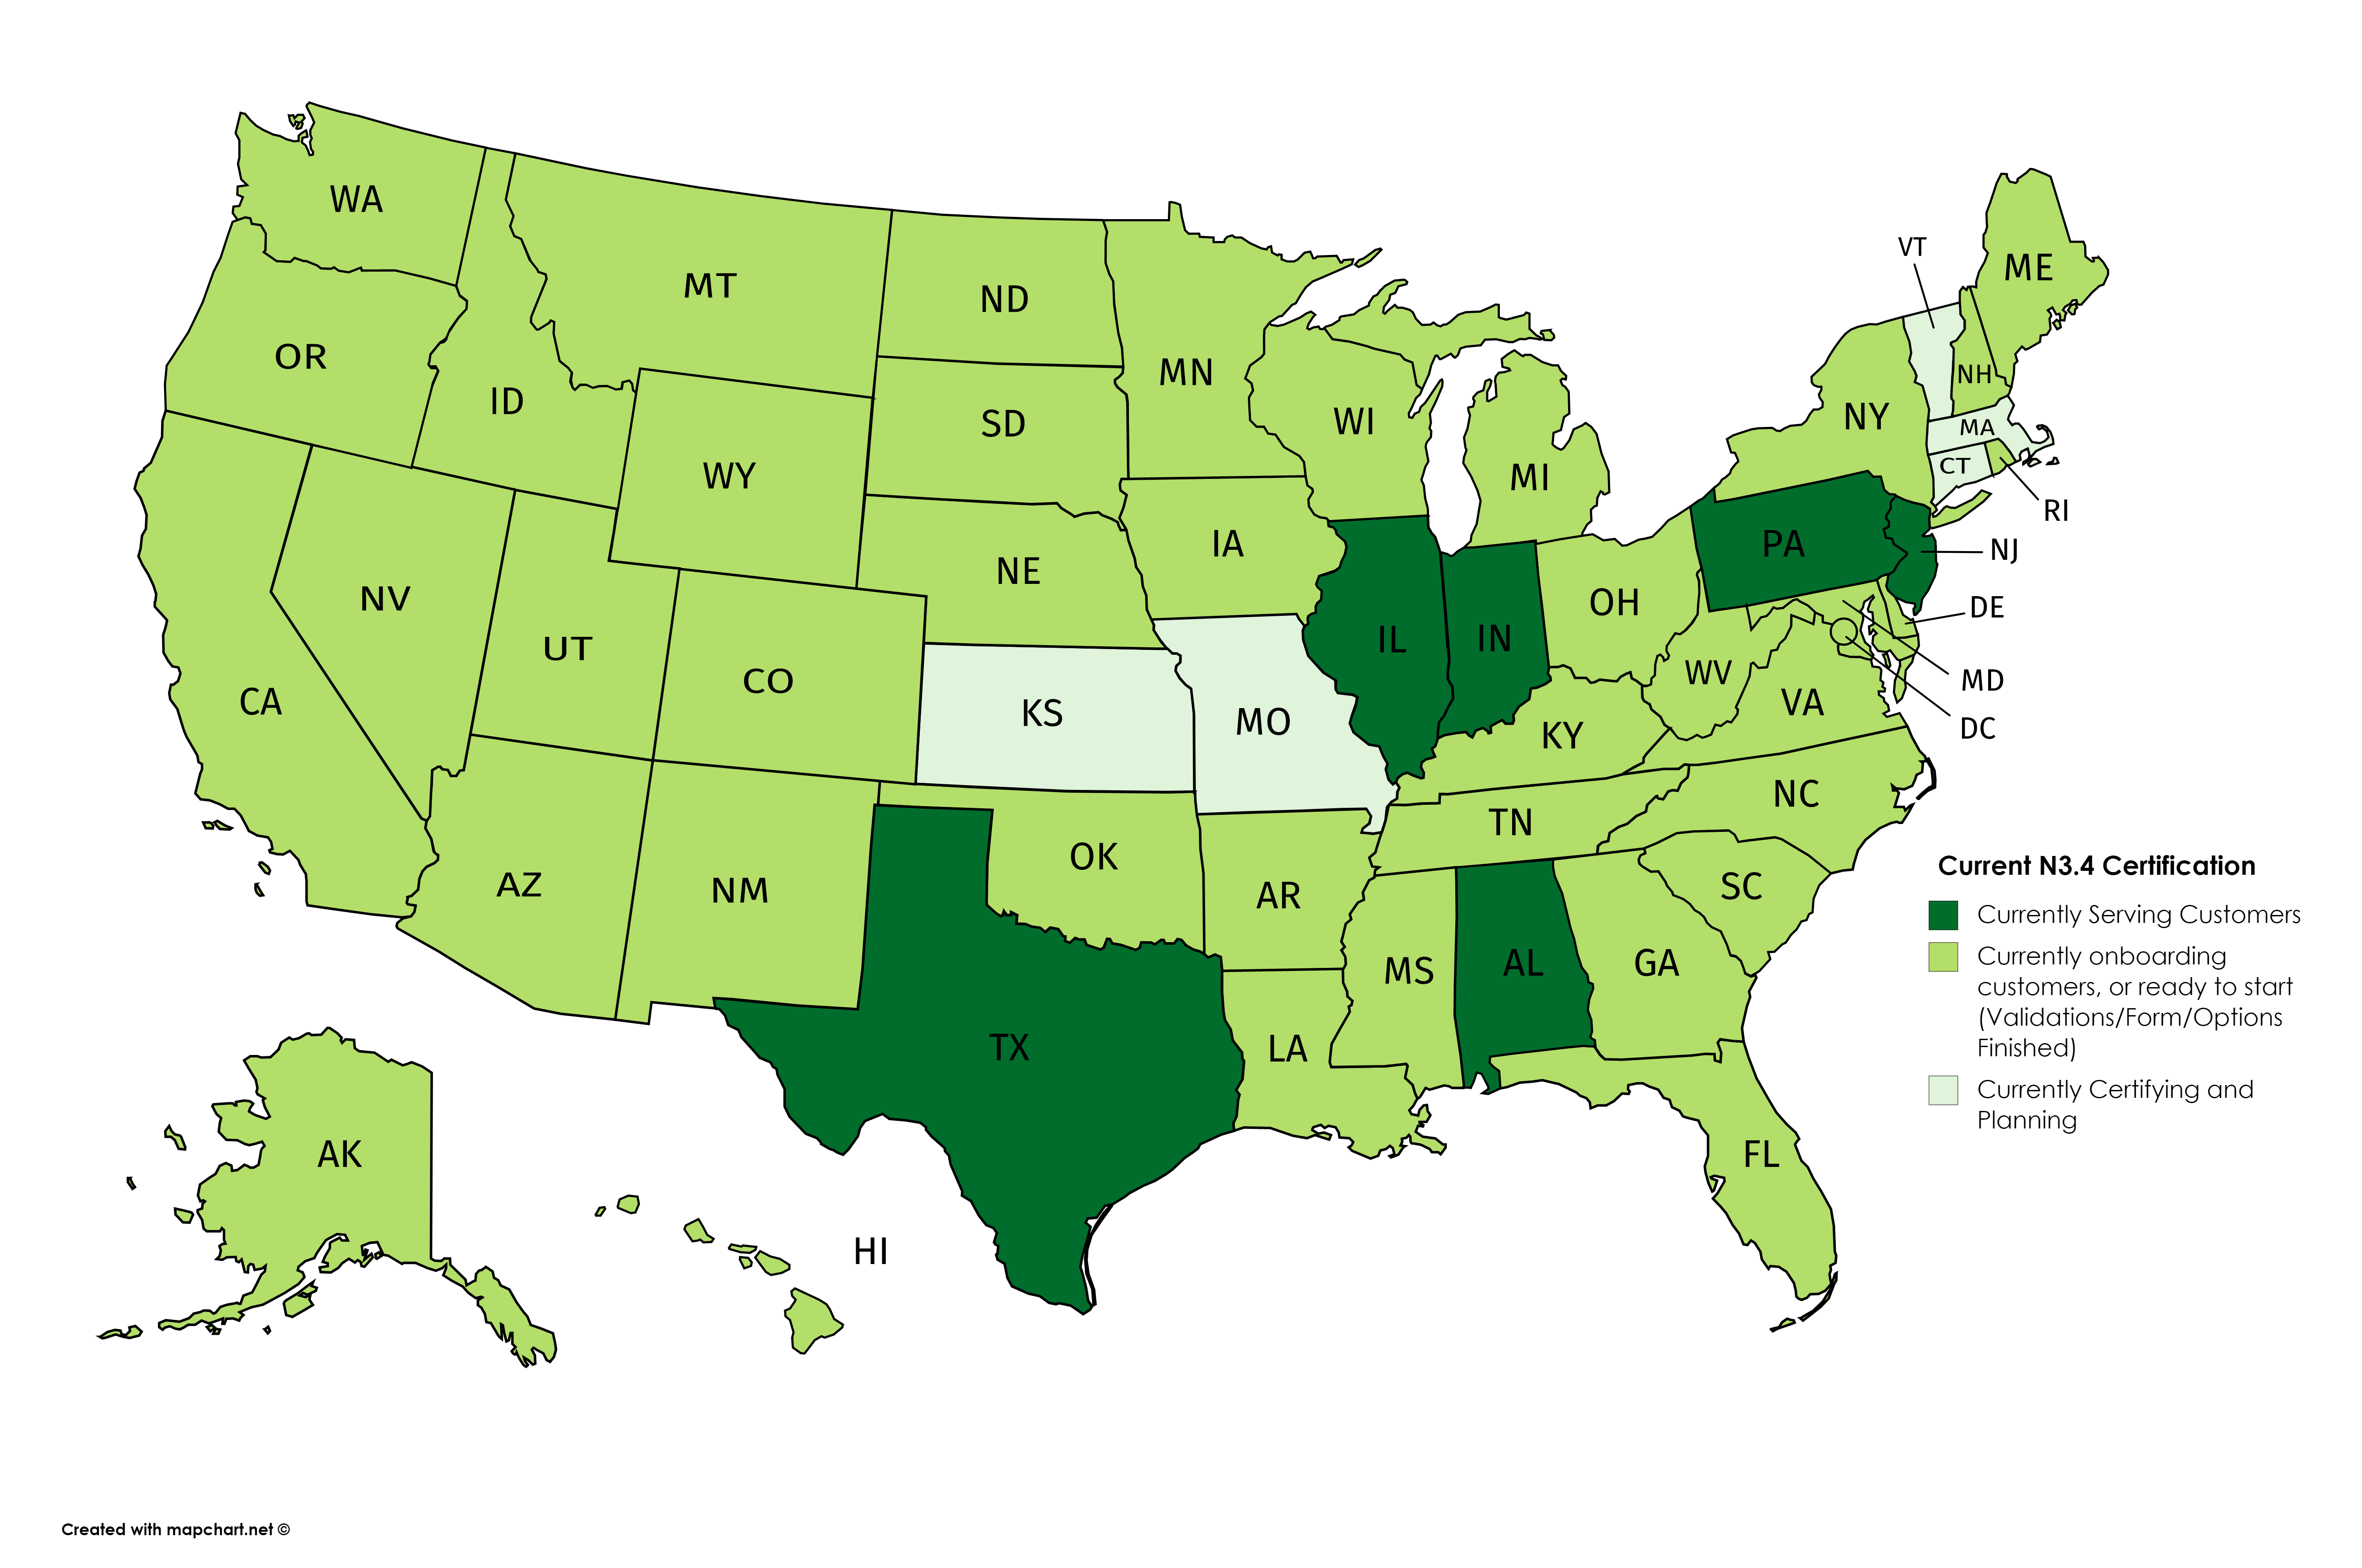 WA
MT
ND
MN
VT
ME
OR
ID
SD
WI
NH
NY
MA
WY
MI
CT
RI
IA
PA
NJ
NE
NV
OH
DE
UT
IL
IN
CO
WV
MD
CA
KS
MO
VA
DC
KY
NC
TN
OK
Current N3.4 Certification
AZ
NM
AR
SC
Currently Serving Customers
MS
AL
GA
Currently onboarding
customers, or ready to start
(Validations/Form/Options
Finished)
TX
LA
Currently Certifying and
Planning
AK
FL
HI
Created with mapchart.net ©